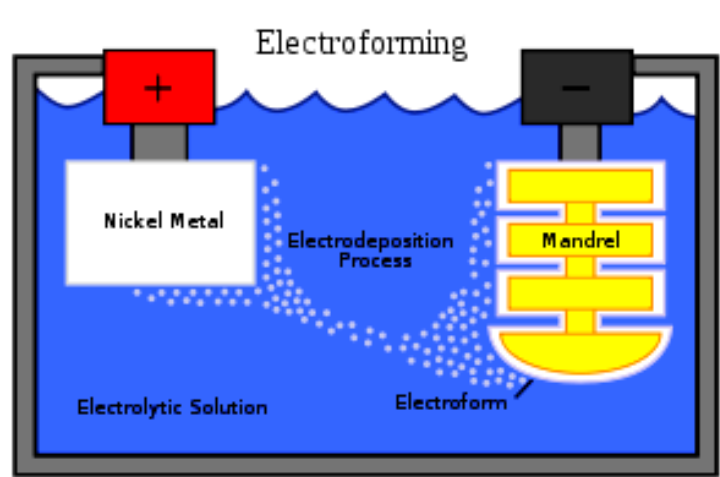 Electroforming
+
−
Nickel Metal
Electrodeposition
Process
Mandrel
Electrolytic Solution
Electroform